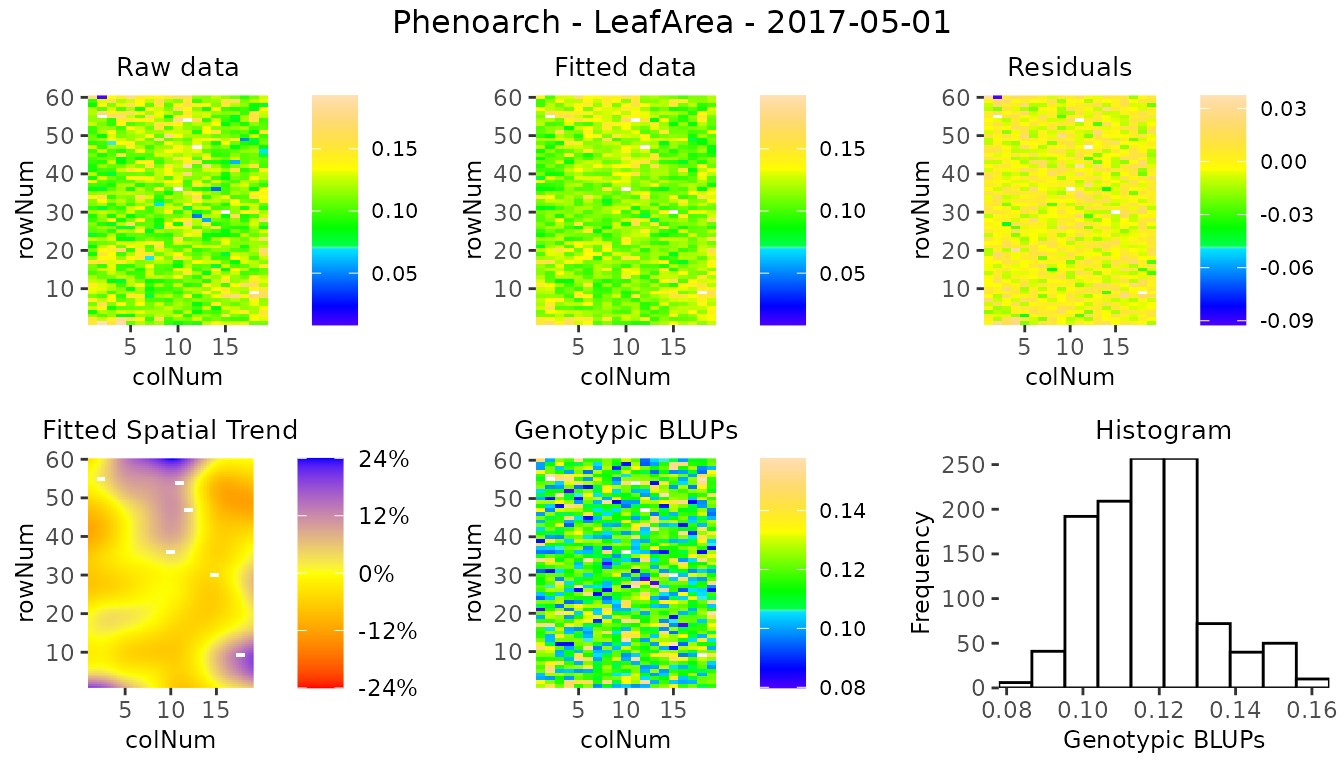 Phenoarch - LeafArea - 2017-05-01
Raw data
60
50
40
30
20
10
rowNum
5 10 15
colNum
0.15
0.10
0.05
Fitted data
60
50
40
30
20
10
rowNum
5 10 15
colNum
0.15
0.10
0.05
Residuals
60
50
40
30
20
10
rowNum
5 10 15
colNum
0.03
0.00
-0.03
-0.06
-0.09
Fitted Spatial Trend
60
50
40
30
20
10
rowNum
5 10 15
colNum
24%
12%
0%
-12%
-24%
Genotypic BLUPs
60
50
40
30
20
10
rowNum
5 10 15
colNum
0.14
0.12
0.10
0.08
Histogram
250
200
150
100
50
0
Frequency
0.08 0.10 0.12 0.14 0.16
Genotypic BLUPs